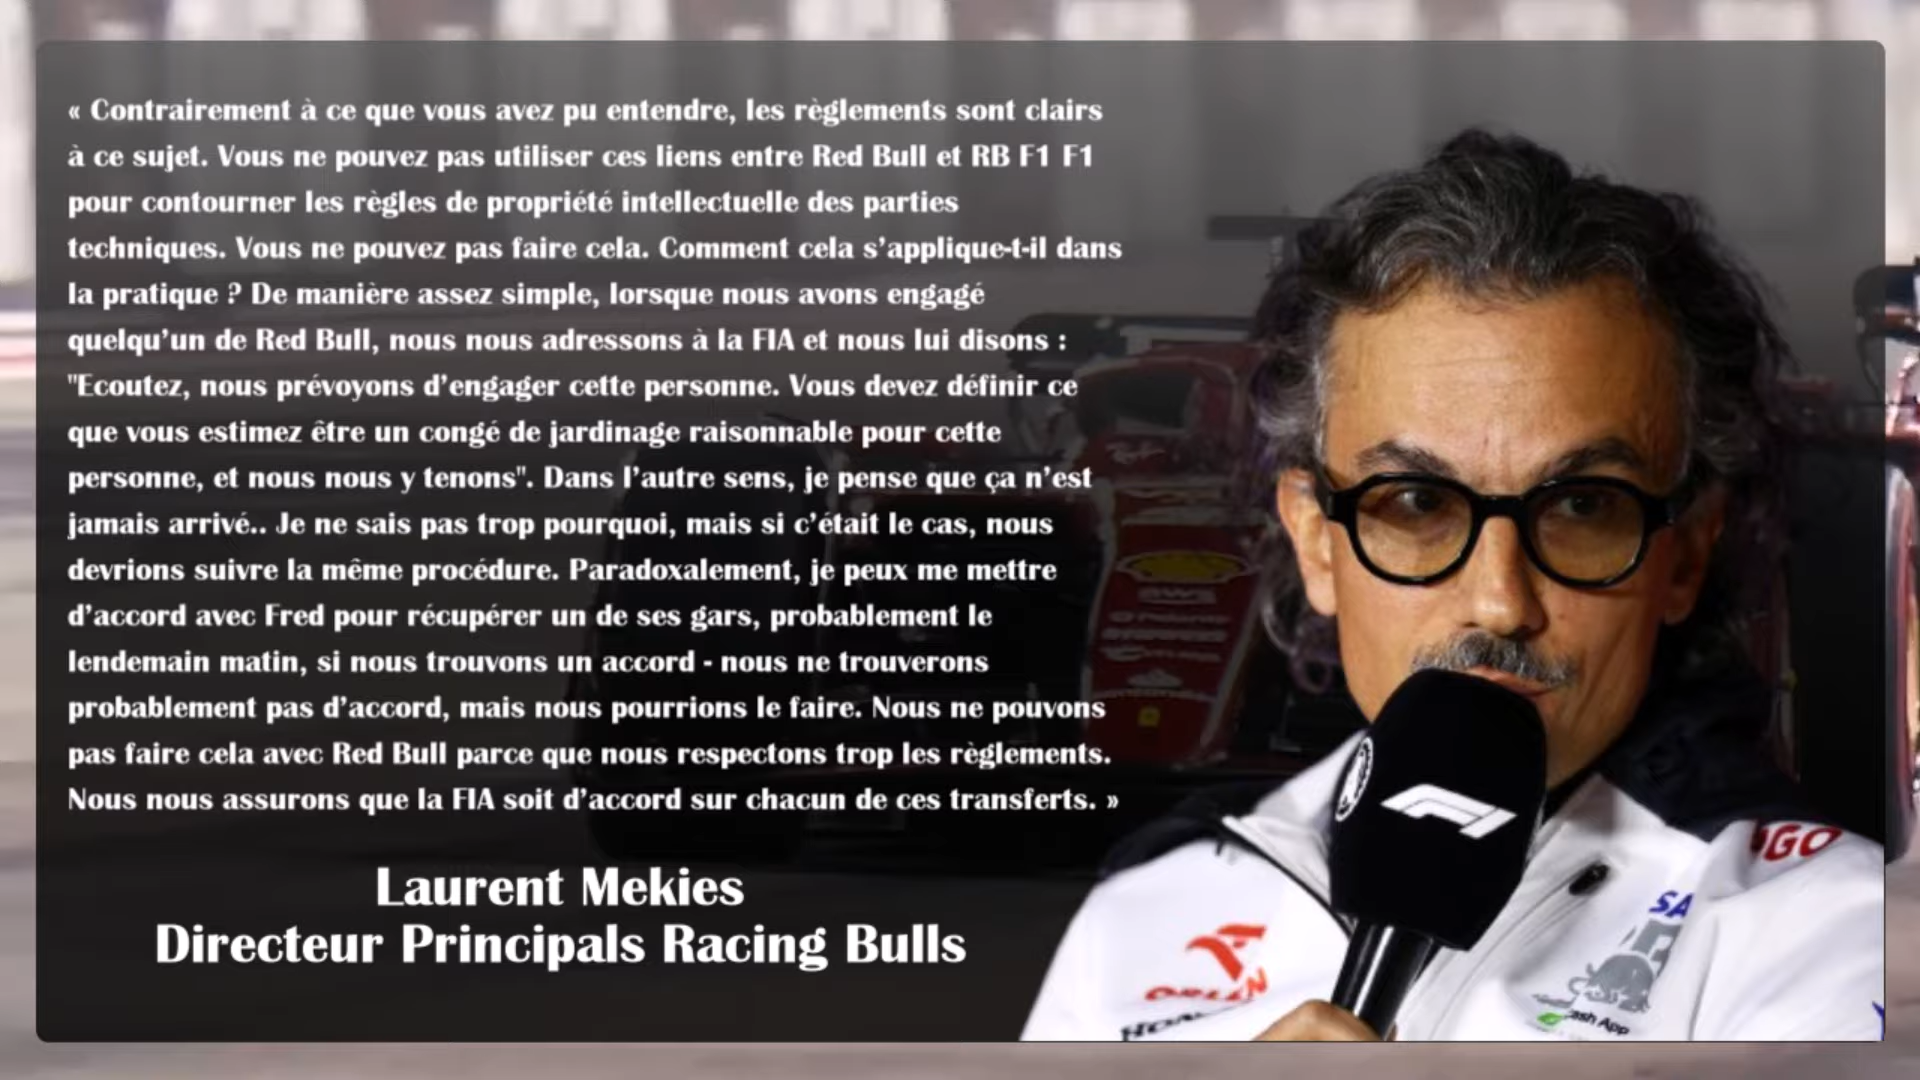 « Contrairement à ce que vous avez pu entendre, les règlements sont clairs
à ce sujet. Vous ne pouvez pas utiliser ces liens entre Red Bull et RB F1 F1
pour contourner les règles de propriété intellectuelle des parties
techniques. Vous ne pouvez pas faire cela. Comment cela s’applique-t-il dans
la pratique ? De manière assez simple, lorsque nous avons engagé
quelqu’un de Red Bull, nous nous adressons à la FIA et nous lui disons :
"Ecoutez, nous prévoyons d’engager cette personne. Vous devez définir ce
que vous estimez être un congé de jardinage raisonnable pour cette
personne, et nous nous y tenons". Dans l’autre sens, je pense que ça n’est
jamais arrivé.. Je ne sais pas trop pourquoi, mais si c’était le cas, nous
devrions suivre la même procédure. Paradoxalement, je peux me mettre
d’accord avec Fred pour récupérer un de ses gars, probablement le
lendemain matin, si nous trouvons un accord - nous ne trouverons
probablement pas d’accord, mais nous pourrions le faire. Nous ne pouvons
pas faire cela avec Red Bull parce que nous respectons trop les règlements.
Nous nous assurons que la FIA soit d’accord sur chacun de ces transferts. »
Laurent Mekies
Directeur Principals Racing Bulls
F1
ORLEN
Cash App